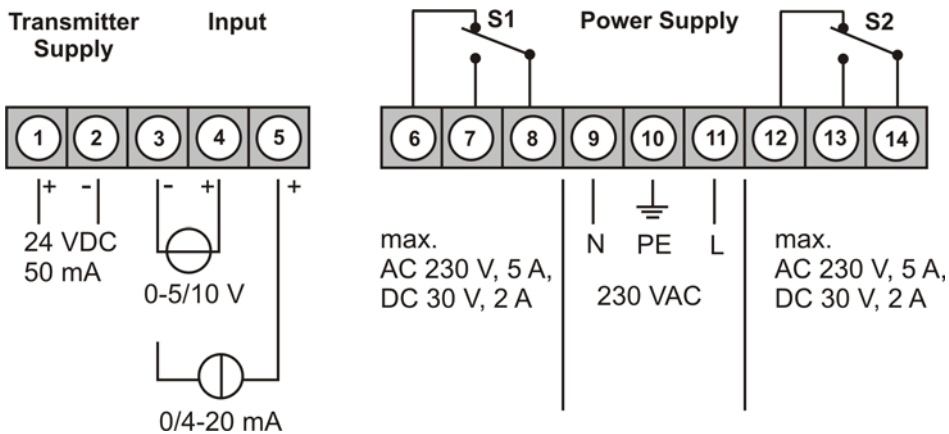 Transmitter
Supply
Input
S1
Power Supply
S2
1 2 3 4 5
6 7 8 9 10 11 12 13 14
+ - - + +
24 VDC
50 mA
0-5/10 V
0/4-20 mA
max.
AC 230 V, 5 A,
DC 30 V, 2 A
N PE L
230 VAC
max.
AC 230 V, 5 A,
DC 30 V, 2 A